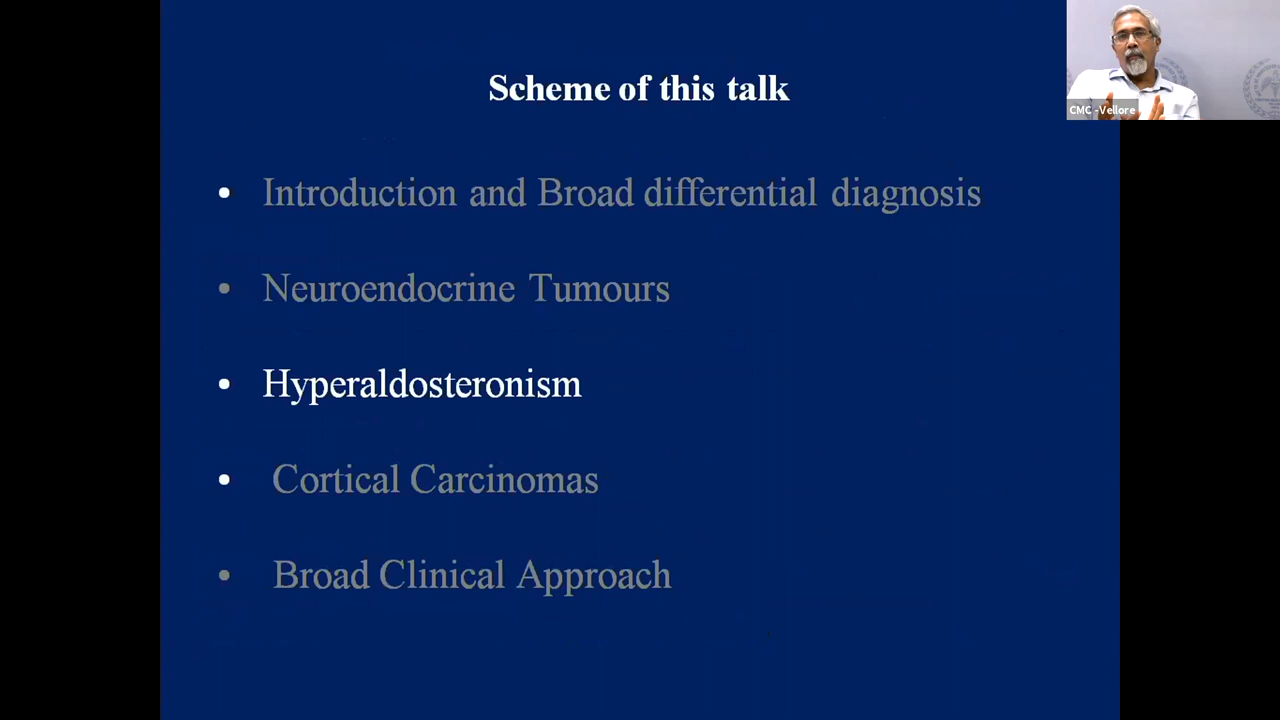 Scheme of this talk
CMC -Vellore
• Introduction and Broad differential diagnosis
• Neuroendocrine Tumours
• Hyperaldosteronism
• Cortical Carcinomas
• Broad Clinical Approach